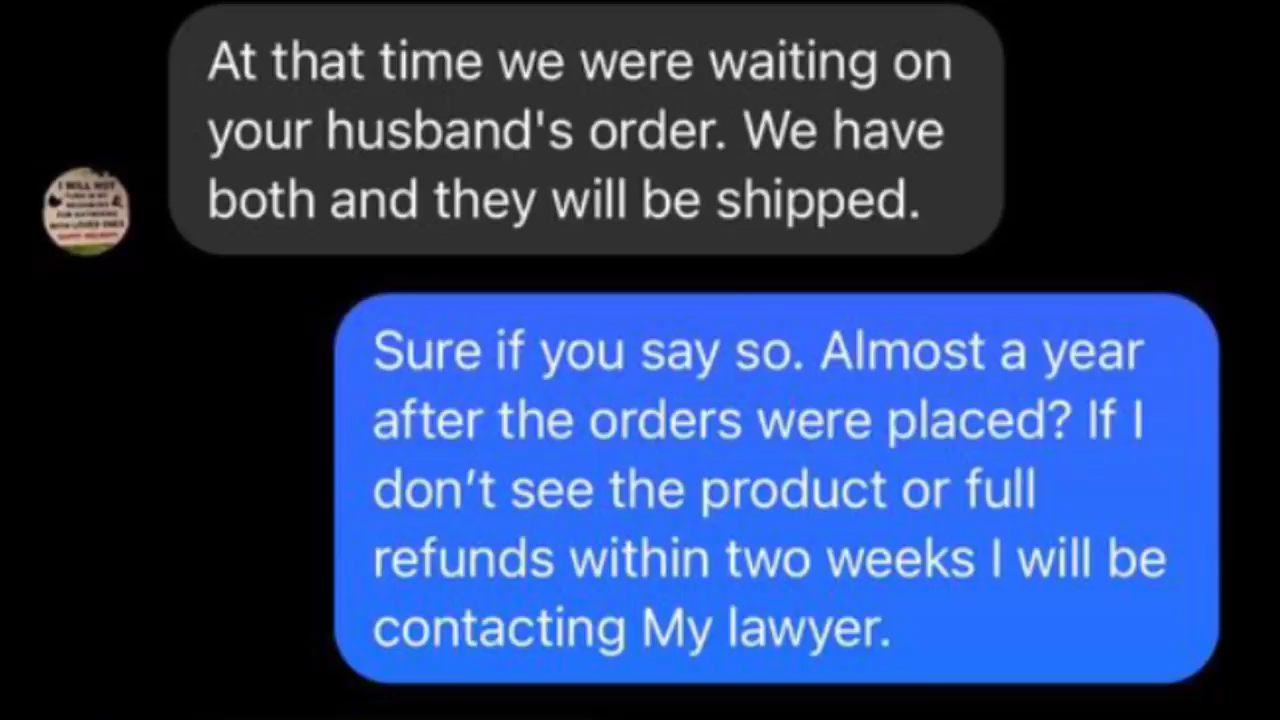 At that time we were waiting on
your husband's order. We have
both and they will be shipped.
I WILL NOT
Sure if you say so. Almost a year
after the orders were placed? If I
don’t see the product or full
refunds within two weeks I will be
contacting My lawyer.